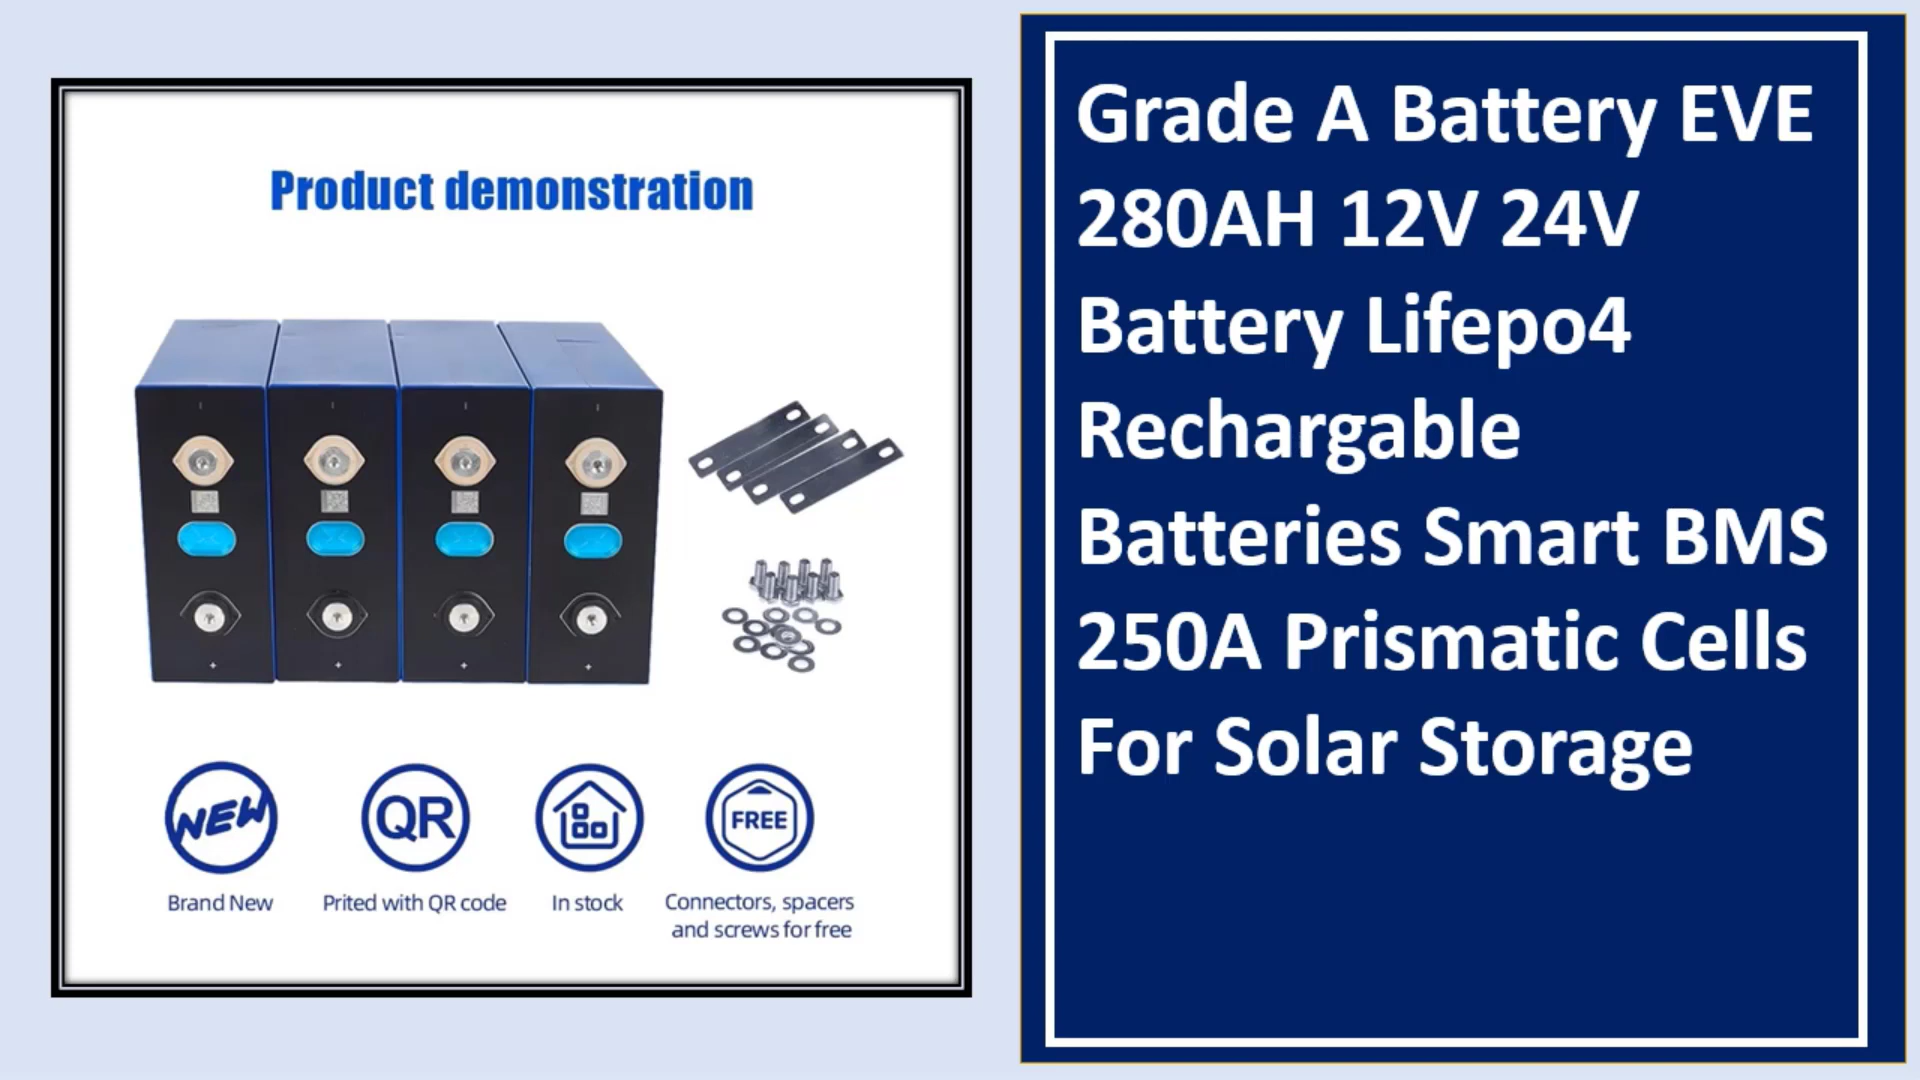 Product demonstration
NEW
QR
FREE
Brand New
Prited with QR code
In stock
Connectors, spacers
and screws for free
Grade A Battery EVE
280AH 12V 24V
Battery Lifepo4
Rechargable
Batteries Smart BMS
250A Prismatic Cells
For Solar Storage